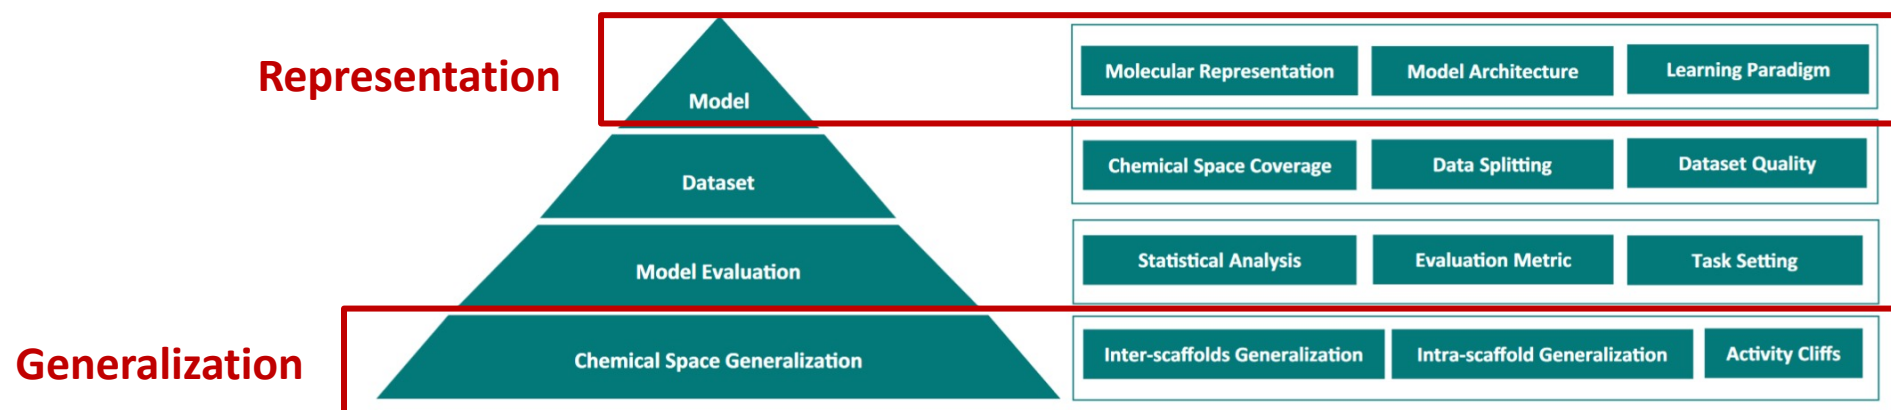 Representation
Model
Molecular Representation
Model Architecture
Learning Paradigm
Dataset
Chemical Space Coverage
Data Splitting
Dataset Quality
Model Evaluation
Statistical Analysis
Evaluation Metric
Task Setting
Generalization
Chemical Space Generalization
Inter-scaffolds Generalization
Intra-scaffold Generalization
Activity Cliffs